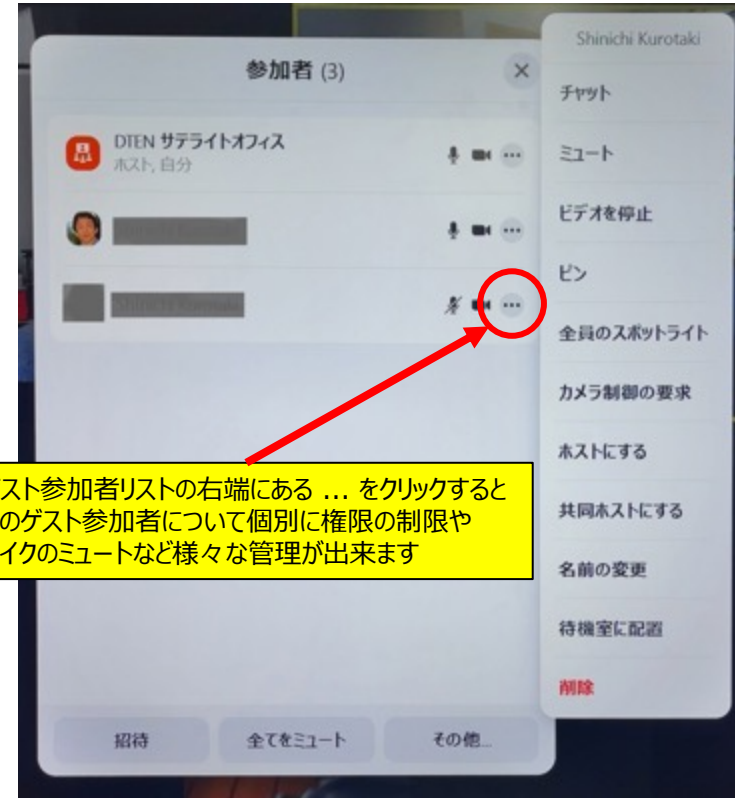 参加者 (3)
DTEN サテライトオフィス
ホスト, 自分
スト参加者リストの右端にある … をクリックすると
のゲスト参加者について個別に権限の制限や
イクのミュートなど様々な管理が出来ます
招待
全てをミュート
その他...
Shinichi Kurotaki
チャット
ミュート
ビデオを停止
ピン
全員のスポットライト
カメラ制御の要求
ホストにする
共同ホストにする
名前の変更
待機室に配置
削除